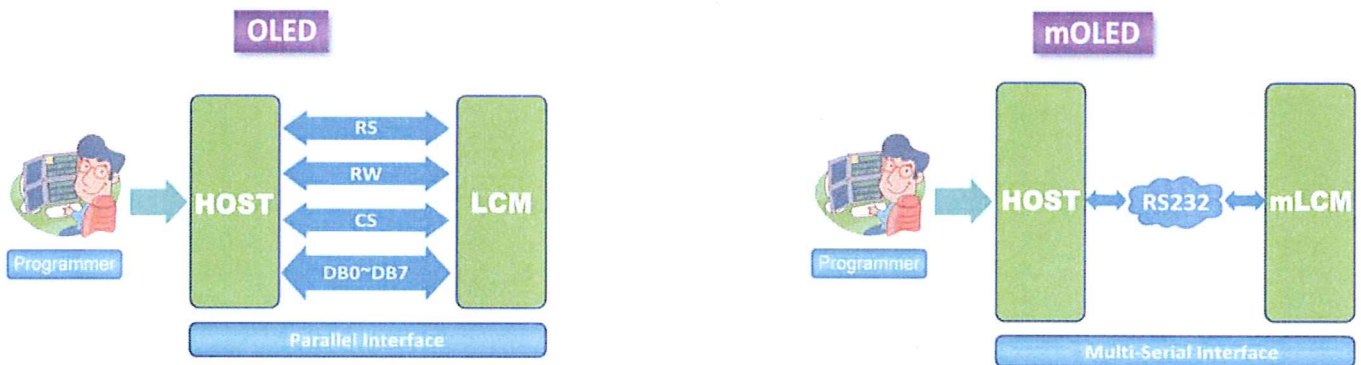 OLED
Programmer
HOST
RS
RW
CS
DB0~DB7
LCM
Parallel Interface
mOLED
Programmer
HOST
RS232
mLCM
Multi-Serial Interface